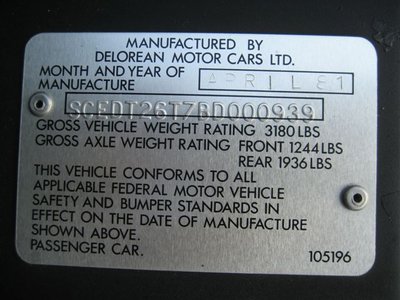 MANUFACTURED BY
DELOREAN MOTOR CARS LTD.
MONTH AND YEAR OF
MANUFACTURE APRIL 81
SCEDT26T7BD000939
GROSS VEHICLE WEIGHT RATING 3180 LBS
GROSS AXLE WEIGHT RATING FRONT 1244 LBS
REAR 1936 LBS
THIS VEHICLE CONFORMS TO ALL
APPLICABLE FEDERAL MOTOR VEHICLE
SAFETY AND BUMPER STANDARDS IN
EFFECT ON THE DATE OF MANUFACTURE
SHOWN ABOVE.
PASSENGER CAR. 105196